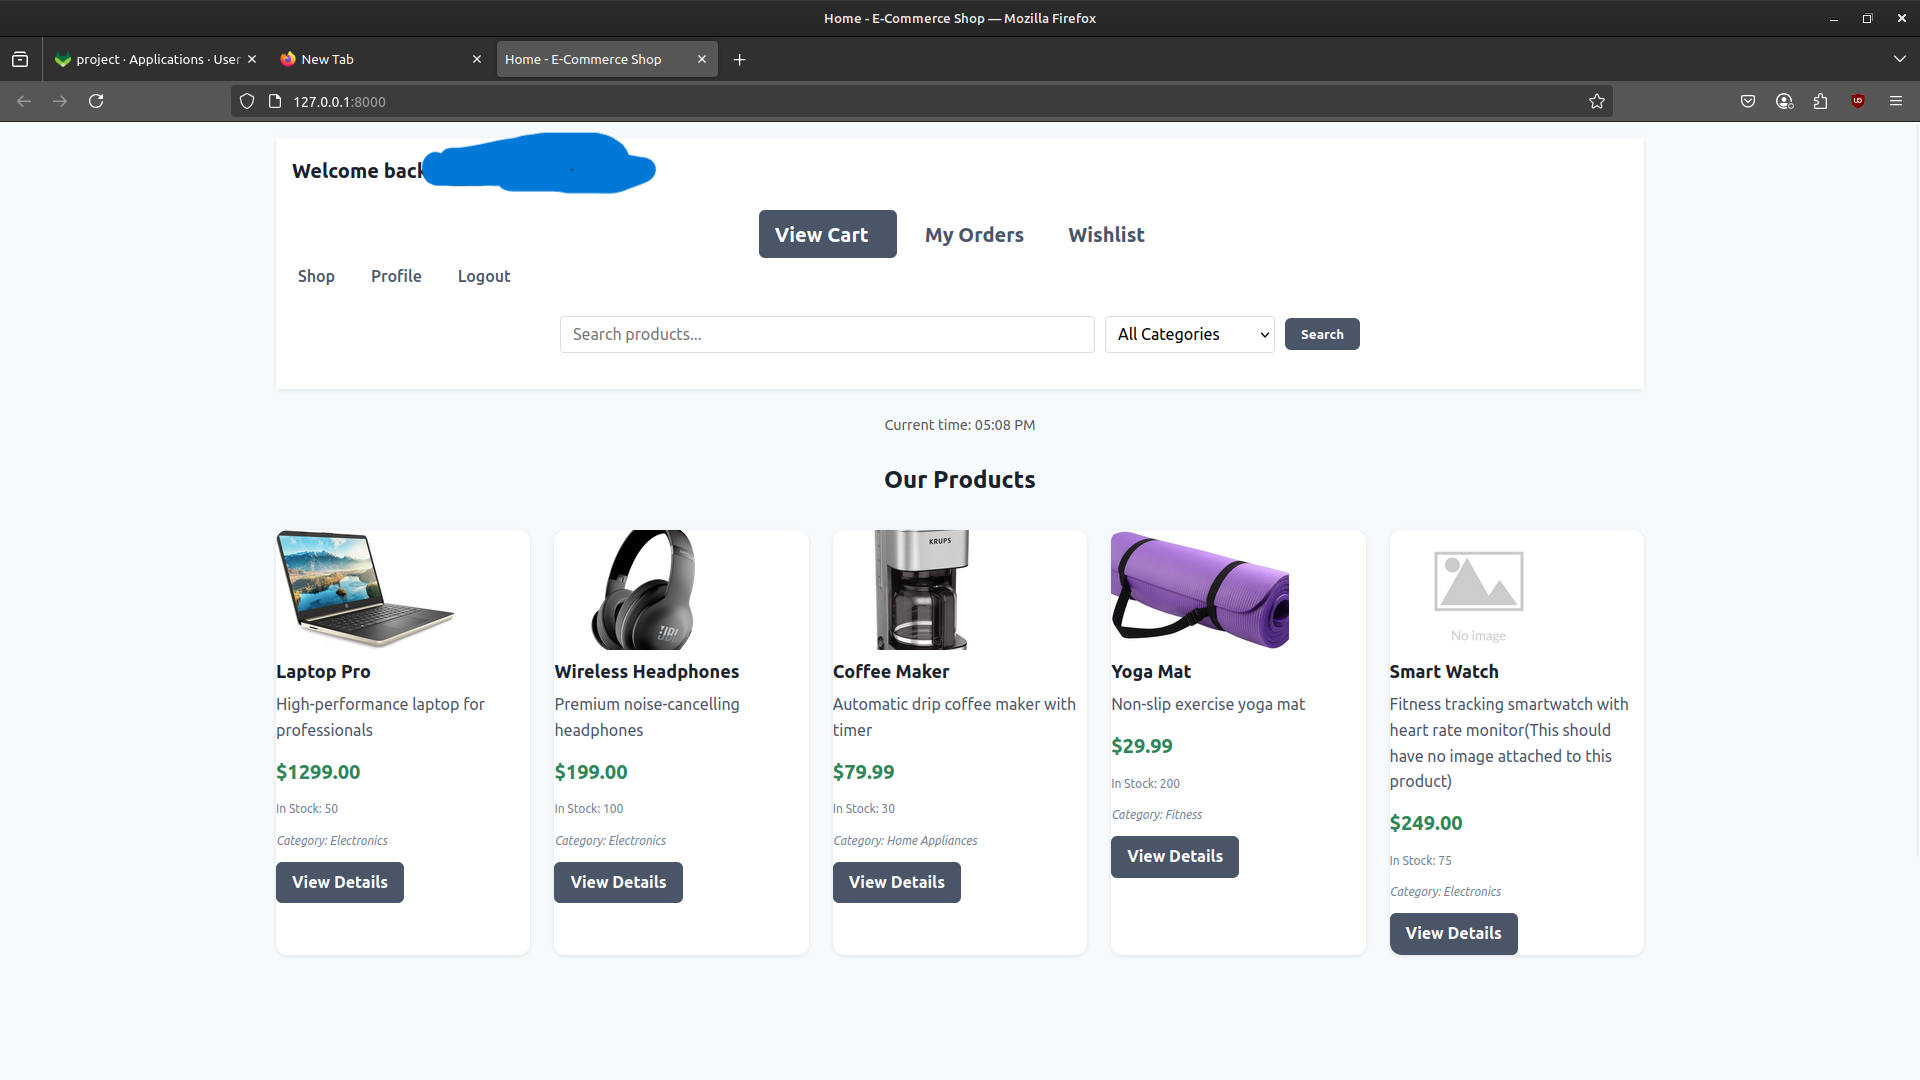 Home - E-Commerce Shop — Mozilla Firefox
project · Applications · User
New Tab
Home - E-Commerce Shop
127.0.0.1:8000
Welcome back
View Cart My Orders Wishlist
Shop Profile Logout
Search products... All Categories Search
Current time: 05:08 PM
Our Products
KRUPS
JBL
No image
Laptop Pro
High-performance laptop for
professionals
$1299.00
In Stock: 50
Category: Electronics
View Details
Wireless Headphones
Premium noise-cancelling
headphones
$199.00
In Stock: 100
Category: Electronics
View Details
Coffee Maker
Automatic drip coffee maker with
timer
$79.99
In Stock: 30
Category: Home Appliances
View Details
Yoga Mat
Non-slip exercise yoga mat
$29.99
In Stock: 200
Category: Fitness
View Details
Smart Watch
Fitness tracking smartwatch with
heart rate monitor(This should
have no image attached to this
product)
$249.00
In Stock: 75
Category: Electronics
View Details